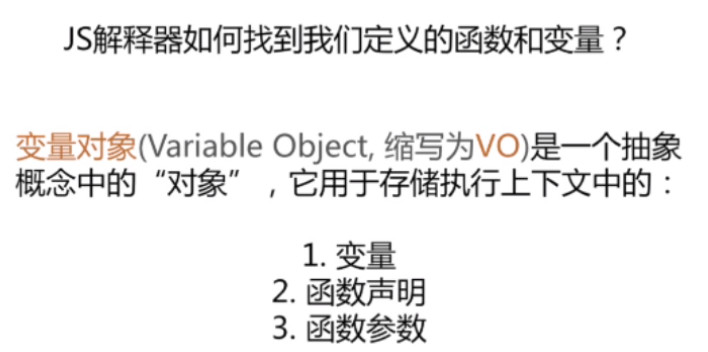 JS解释器如何找到我们定义的函数和变量？
变量对象(Variable Object, 缩写为VO)是一个抽象
概念中的“对象”，它用于存储执行上下文中的：
1. 变量
2. 函数声明
3. 函数参数